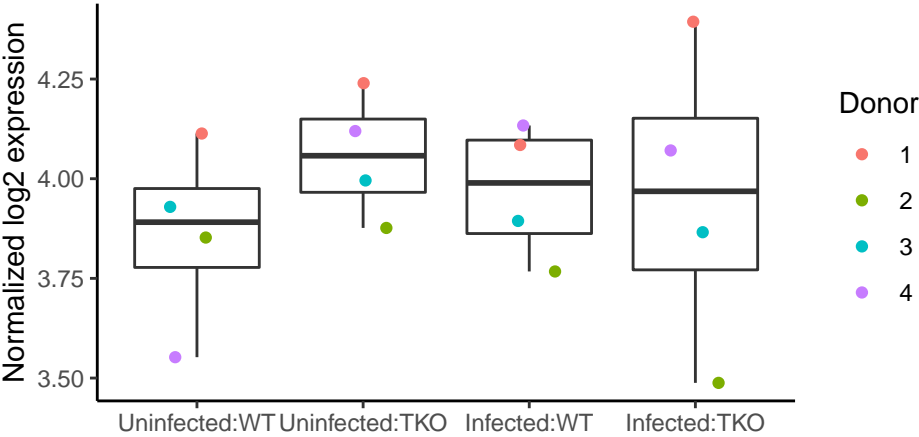 Normalized log2 expression
4.25
4.00
3.75
3.50
Uninfected:WT Uninfected:TKO Infected:WT Infected:TKO
Donor
1
2
3
4